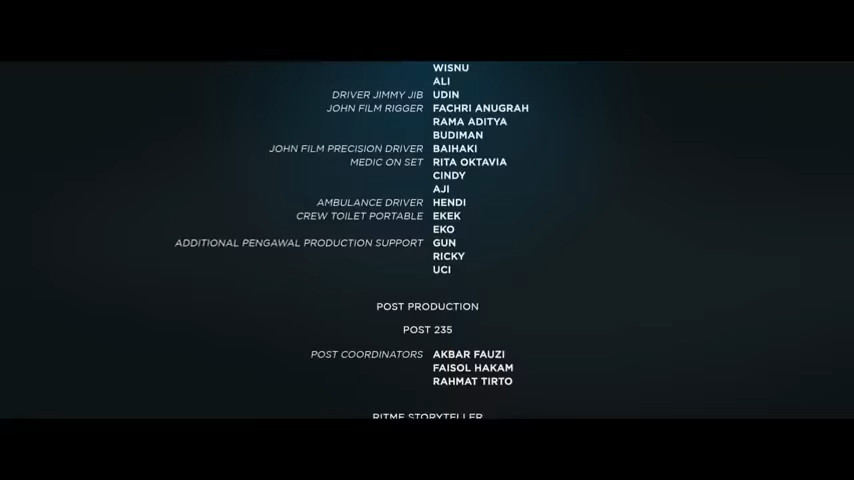 WISNU
ALI
DRIVER JIMMY JIB UDIN
JOHN FILM RIGGER FACHRI ANUGRAH
RAMA ADITYA
BUDIMAN
JOHN FILM PRECISION DRIVER BAIHAKI
MEDIC ON SET RITA OKTAVIA
CINDY
AJI
AMBULANCE DRIVER HENDI
CREW TOILET PORTABLE EKEK
EKO
ADDITIONAL PENGAWAL PRODUCTION SUPPORT GUN
RICKY
UCI
POST PRODUCTION
POST 235
POST COORDINATORS AKBAR FAUZI
FAISOL HAKAM
RAHMAT TIRTO
RITME STORYTELLER